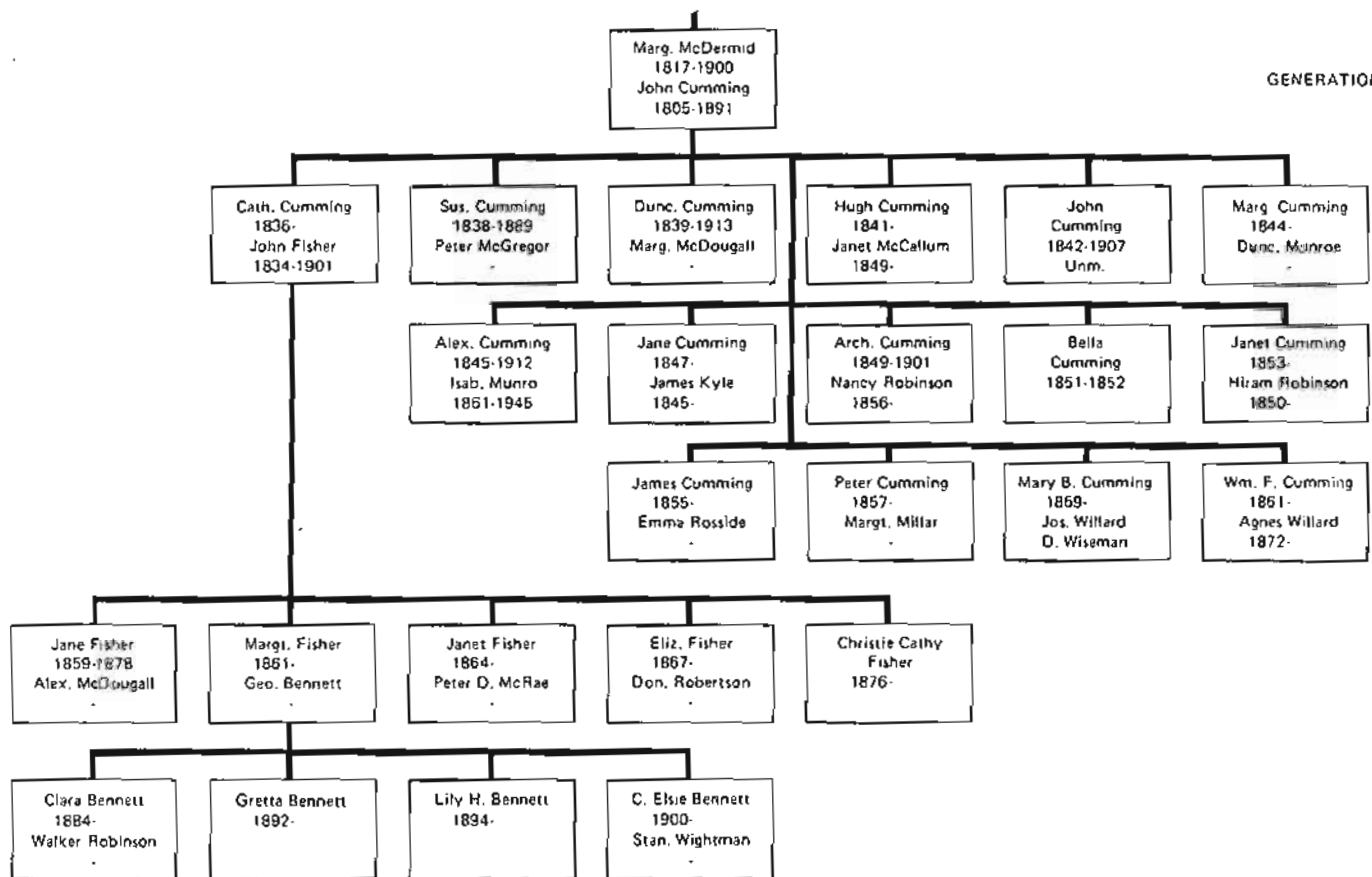 Marg. McDermid
1817-1900
John Cumming
1805-1891
GENERATION
Cath. Cumming
1836-
John Fisher
1834-1901
Sus. Cumming
1838-1889
Peter McGregor
-
Dunc. Cumming
1839-1913
Marg. McDougall
-
Hugh Cumming
1841-
Janet McCallum
1849-
John
Cumming
1842-1907
Unm.
Marg. Cumming
1844-
Dunc. Munroe
-
Alex. Cumming
1845-1912
Isab. Munro
1861-1945
Jane Cumming
1847-
James Kyle
1845-
Arch. Cumming
1849-1901
Nancy Robinson
1856-
Bella
Cumming
1851-1852
Janet Cumming
1853-
Hiram Robinson
1850-
James Cumming
1855-
Emma Rosside
-
Peter Cumming
1857-
Margt. Millar
-
Mary B. Cumming
1869-
Jos. Willard
D. Wiseman
Wm. F. Cumming
1861-
Agnes Willard
1872-
Jane Fisher
1859-1878
Alex. McDougall
-
Margt. Fisher
1861-
Geo. Bennett
-
Janet Fisher
1864-
Peter D. McRae
-
Eliz. Fisher
1867-
Don. Robertson
-
Christie Cathy
Fisher
1876-
Clara Bennett
1884-
Walker Robinson
-
Gretta Bennett
1892-
Lily H. Bennett
1894-
C. Elsie Bennett
1900-
Stan. Wightman
-